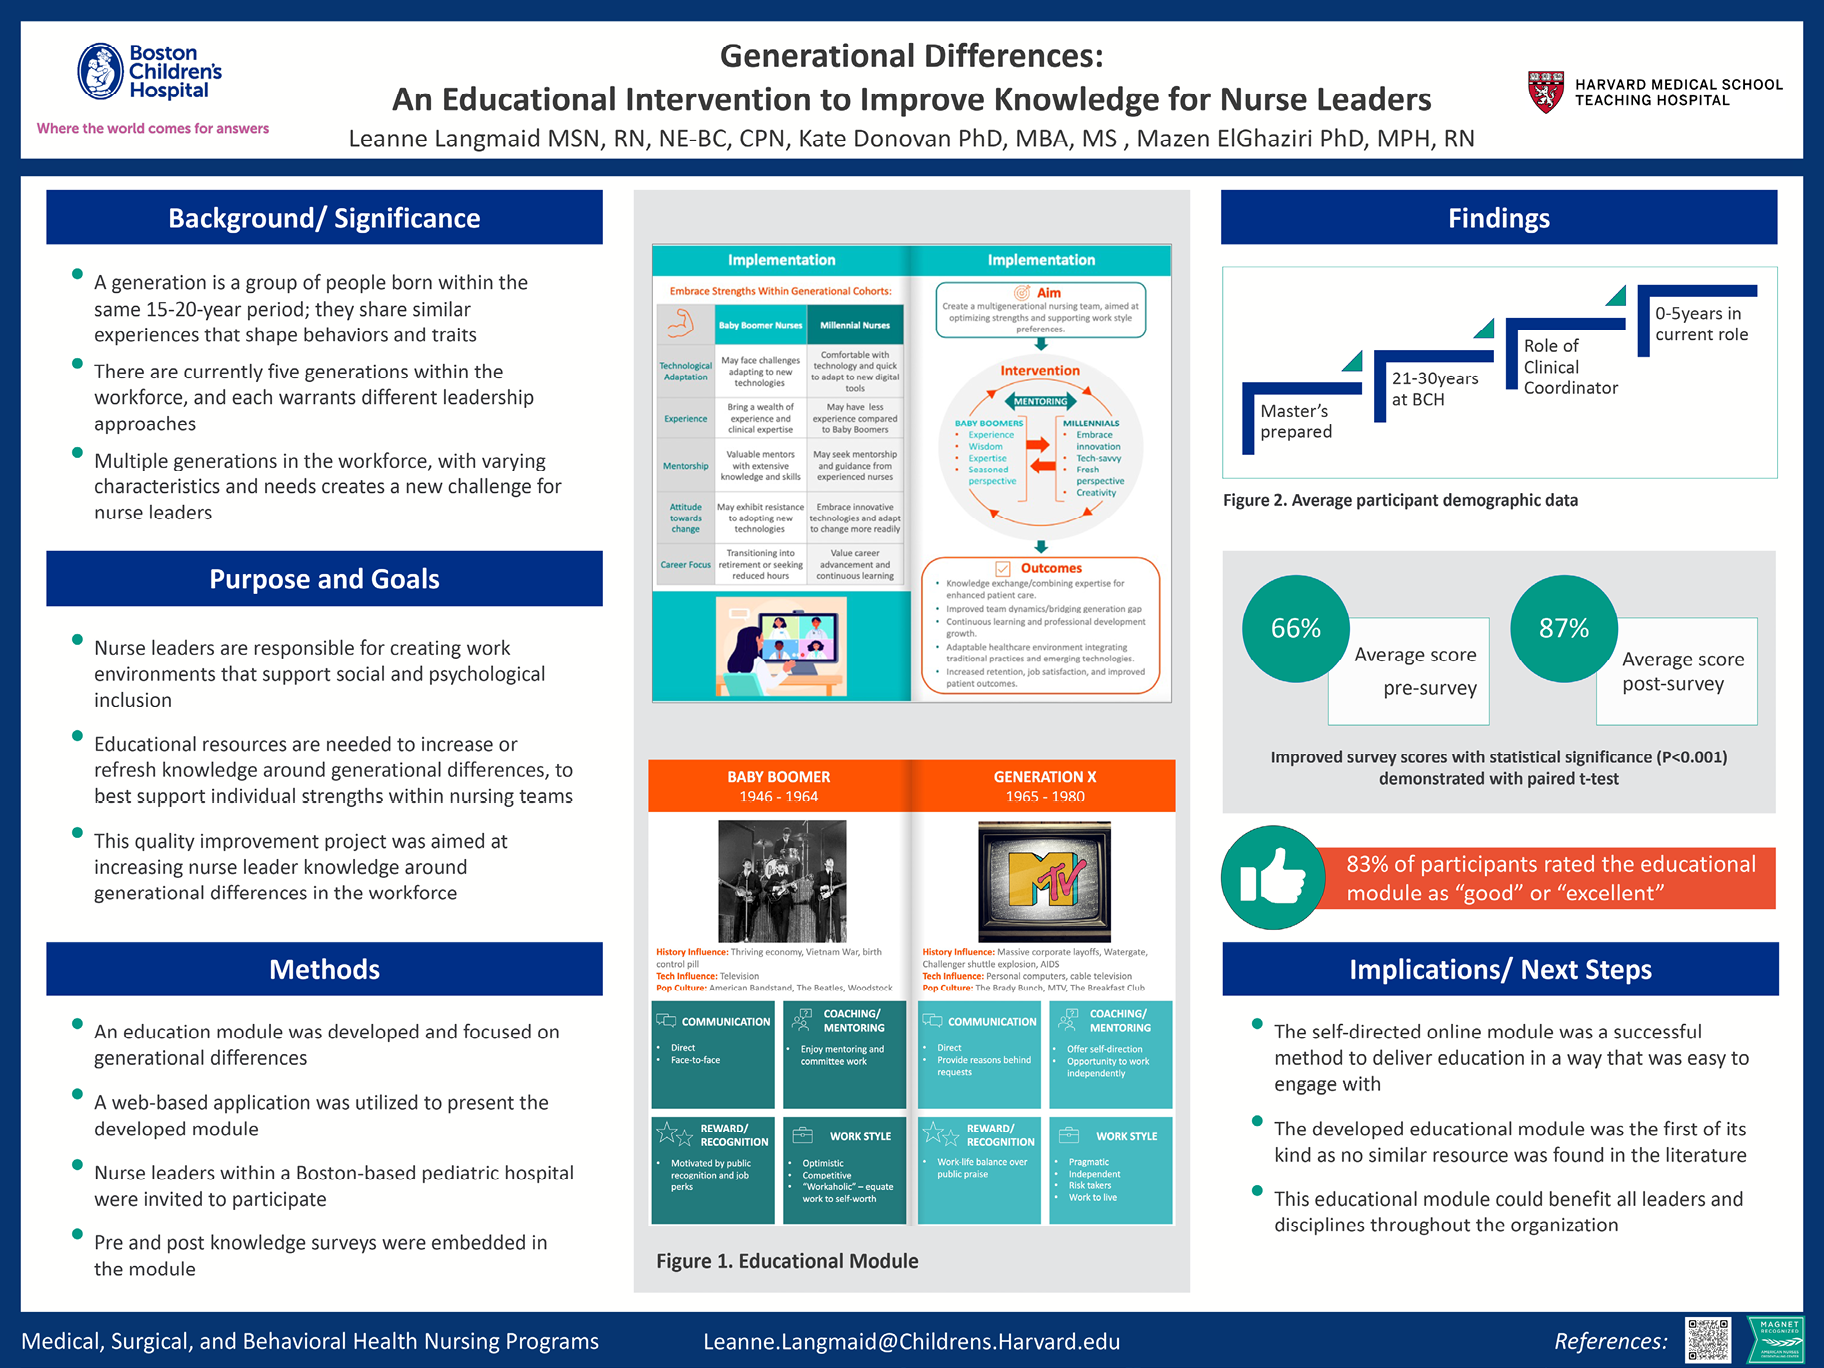 Boston
Children's
Hospital
Where the world comes for answers
Generational Differences:
An Educational Intervention to Improve Knowledge for Nurse Leaders
Leanne Langmaid MSN, RN, NE-BC, CPN, Kate Donovan PhD, MBA, MS , Mazen ElGhaziri PhD, MPH, RN
HARVARD MEDICAL SCHOOL
TEACHING HOSPITAL
Background/ Significance
• A generation is a group of people born within the
same 15-20-year period; they share similar
experiences that shape behaviors and traits
• There are currently five generations within the
workforce, and each warrants different leadership
approaches
• Multiple generations in the workforce, with varying
characteristics and needs creates a new challenge for
nurse leaders
Purpose and Goals
• Nurse leaders are responsible for creating work
environments that support social and psychological
inclusion
• Educational resources are needed to increase or
refresh knowledge around generational differences, to
best support individual strengths within nursing teams
• This quality improvement project was aimed at
increasing nurse leader knowledge around
generational differences in the workforce
Methods
• An education module was developed and focused on
generational differences
• A web-based application was utilized to present the
developed module
• Nurse leaders within a Boston-based pediatric hospital
were invited to participate
• Pre and post knowledge surveys were embedded in
the module
Implementation
Embrace Strengths Within Generational Cohorts:
Baby Boomer Nurses
Millennial Nurses
Technological
Adaptation
May face challenges
adapting to new
technologies
Comfortable with
technology and quick
to adapt to new digital
tools
Experience
Bring a wealth of
experience and
clinical expertise
May have less
experience compared
to Baby Boomers
Mentorship
Valuable mentors
with extensive
knowledge and skills
May seek mentorship
and guidance from
experienced nurses
Attitude
towards
change
May exhibit resistance
to adopting new
technologies
Embrace innovative
technologies and adapt
to change more readily
Career Focus
Transitioning into
retirement or seeking
reduced hours
Value career
advancement and
continuous learning
Implementation
Aim
Create a multigenerational nursing team, aimed at
optimizing strengths and supporting work style
preferences.
Intervention
MENTORING
BABY BOOMERS
• Experience
• Wisdom
• Expertise
• Seasoned
perspective
MILLENNIALS
• Embrace
innovation
• Tech-savvy
• Fresh
perspective
• Creativity
Outcomes
• Knowledge exchange/combining expertise for
enhanced patient care.
• Improved team dynamics/bridging generation gap
• Continuous learning and professional development
growth.
• Adaptable healthcare environment integrating
traditional practices and emerging technologies.
• Increased retention, job satisfaction, and improved
patient outcomes.
BABY BOOMER
1946 - 1964
History Influence: Thriving economy, Vietnam War, birth
control pill
Tech Influence: Television
Pop Culture: American Bandstand, The Beatles, Woodstock
COMMUNICATION
• Direct
• Face-to-face
COACHING/
MENTORING
• Enjoy mentoring and
committee work
REWARD/
RECOGNITION
• Motivated by public
recognition and job
perks
WORK STYLE
• Optimistic
• Competitive
• "Workaholic" – equate
work to self-worth
GENERATION X
1965 - 1980
MTV
History Influence: Massive corporate layoffs, Watergate,
Challenger shuttle explosion, AIDS
Tech Influence: Personal computers, cable television
Pop Culture: The Brady Bunch, MTV, The Breakfast Club
COMMUNICATION
• Direct
• Provide reasons behind
requests
COACHING/
MENTORING
• Offer self-direction
• Opportunity to work
independently
REWARD/
RECOGNITION
• Work-life balance over
public praise
WORK STYLE
• Pragmatic
• Independent
• Risk takers
• Work to live
Figure 1. Educational Module
Findings
Master's
prepared
21-30years
at BCH
Role of
Clinical
Coordinator
0-5years in
current role
Figure 2. Average participant demographic data
66%
Average score
pre-survey
87%
Average score
post-survey
Improved survey scores with statistical significance (P<0.001)
demonstrated with paired t-test
83% of participants rated the educational
module as "good" or "excellent"
Implications/ Next Steps
• The self-directed online module was a successful
method to deliver education in a way that was easy to
engage with
• The developed educational module was the first of its
kind as no similar resource was found in the literature
• This educational module could benefit all leaders and
disciplines throughout the organization
Medical, Surgical, and Behavioral Health Nursing Programs
Leanne.Langmaid@Childrens.Harvard.edu
References:
MAGNET
RECOGNIZED
AMERICAN NURSES